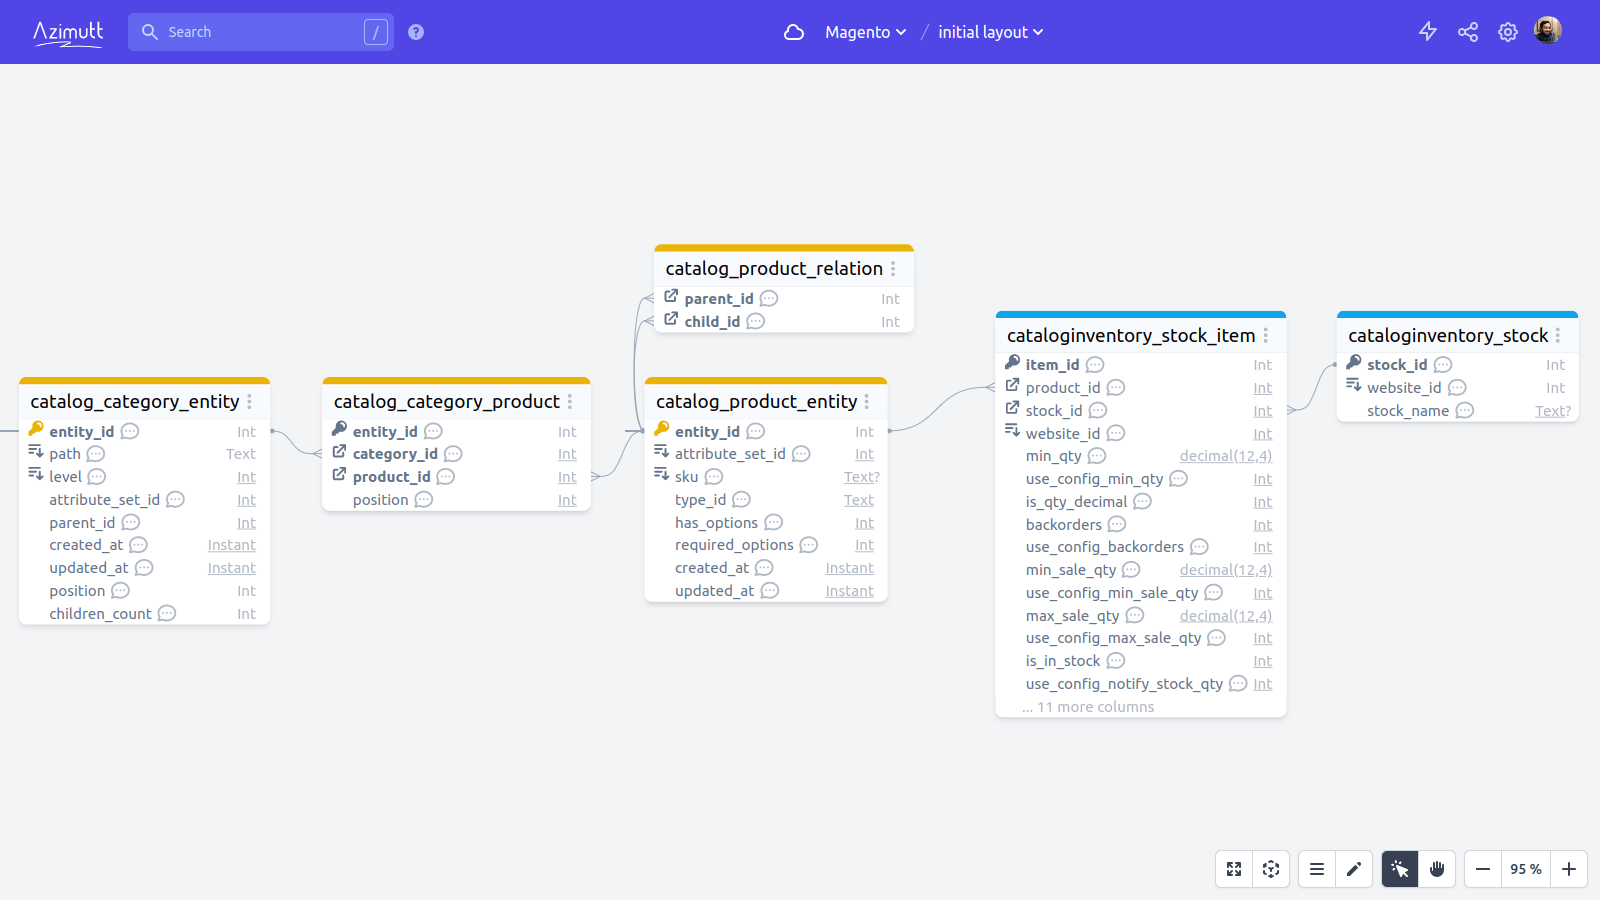 Azimutt
Search
/
?
Magento
/
initial layout
catalog_category_entity
entity_id Int
path Text
level Int
attribute_set_id Int
parent_id Int
created_at Instant
updated_at Instant
position Int
children_count Int
catalog_category_product
entity_id Int
category_id Int
product_id Int
position Int
catalog_product_relation
parent_id Int
child_id Int
catalog_product_entity
entity_id Int
attribute_set_id Int
sku Text?
type_id Text
has_options Int
required_options Int
created_at Instant
updated_at Instant
cataloginventory_stock_item
item_id Int
product_id Int
stock_id Int
website_id Int
min_qty decimal(12,4)
use_config_min_qty Int
is_qty_decimal Int
backorders Int
use_config_backorders Int
min_sale_qty decimal(12,4)
use_config_min_sale_qty Int
max_sale_qty decimal(12,4)
use_config_max_sale_qty Int
is_in_stock Int
use_config_notify_stock_qty Int
... 11 more columns
cataloginventory_stock
stock_id Int
website_id Int
stock_name Text?
95 %